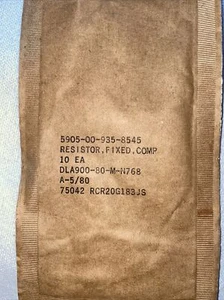 5905-00-935-8545
RESISTOR,FIXED,COMP
10 EA
DLA900-80-M-N768
A-5/80
75042 RCR20G183JS